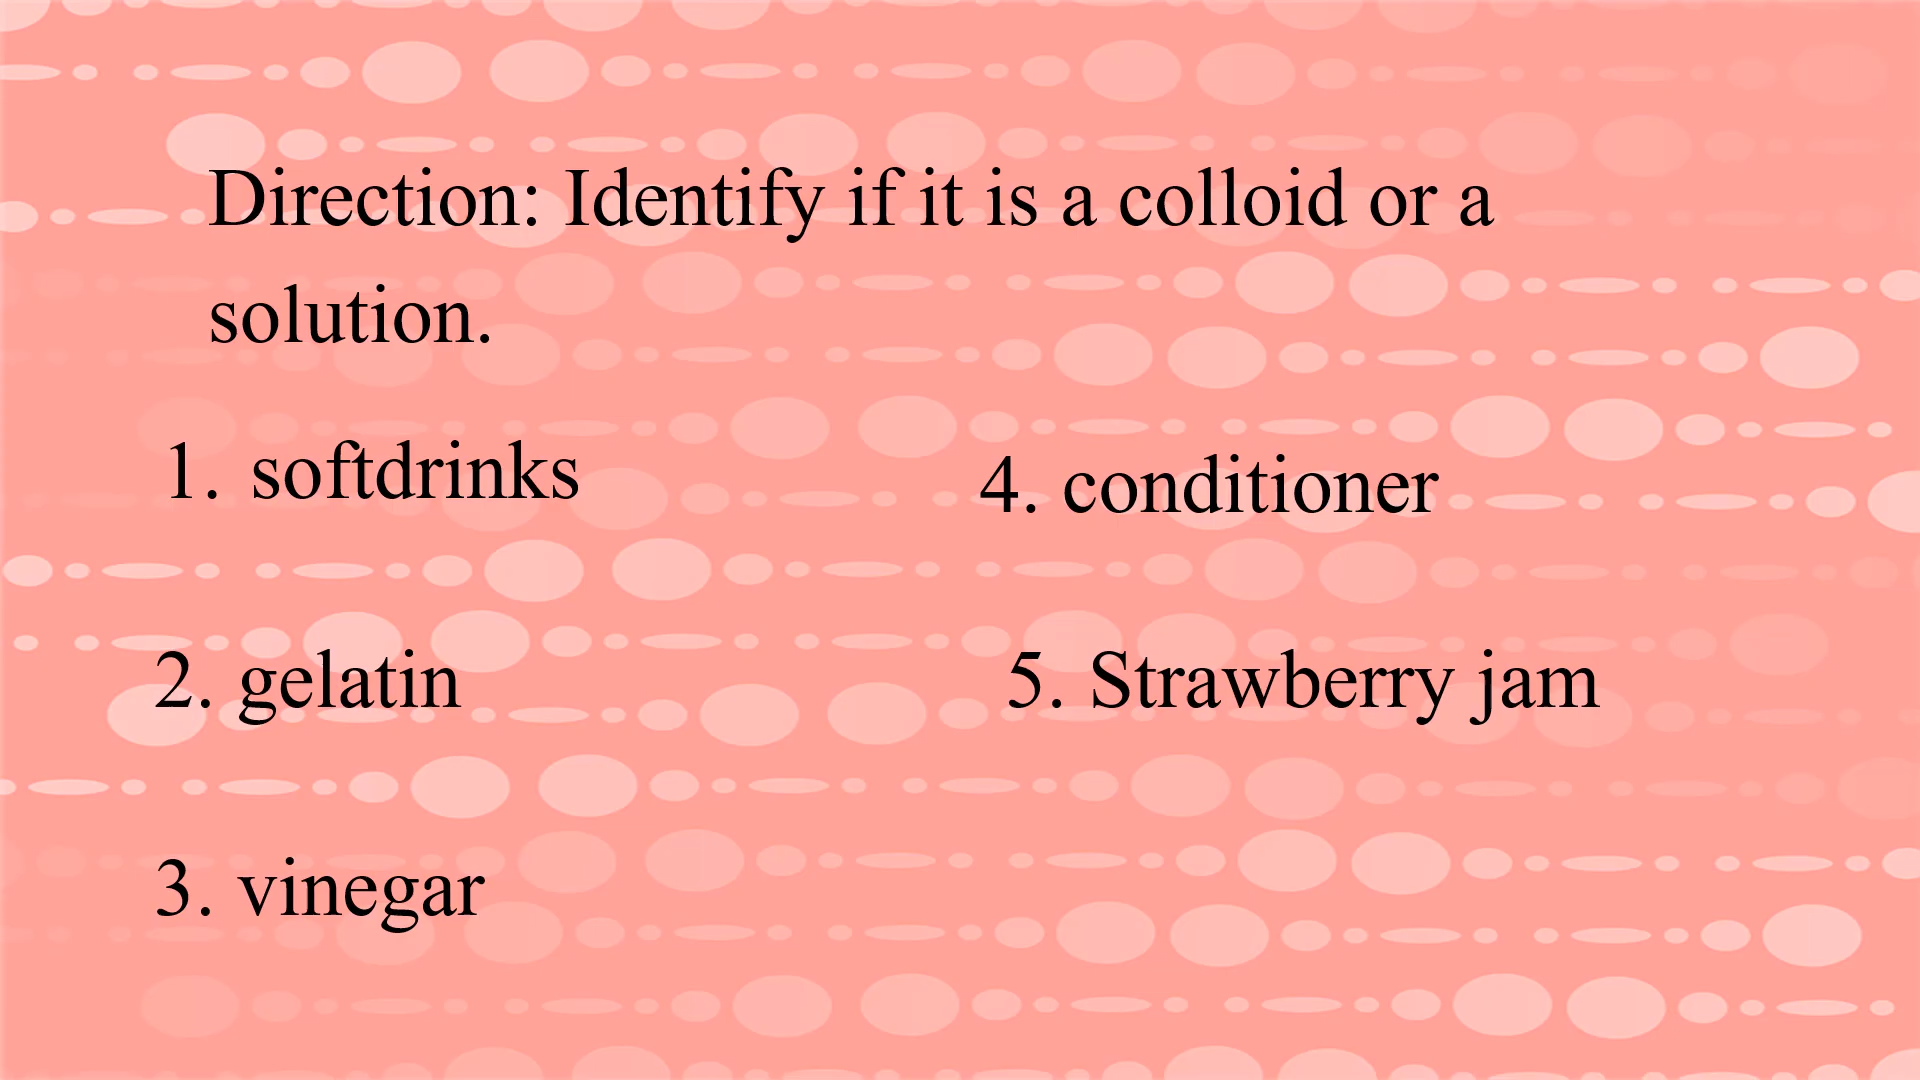 Direction: Identify if it is a colloid or a
solution.
1. softdrinks
2. gelatin
3. vinegar
4. conditioner
5. Strawberry jam